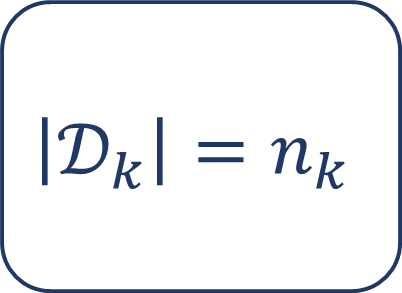 |𝒟ₖ| = 𝑛ₖ